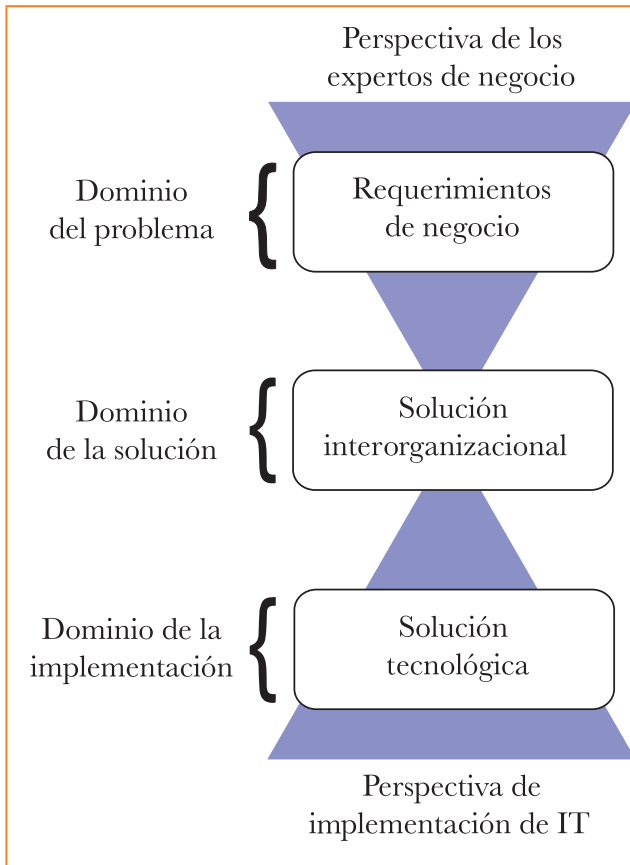 Perspectiva de los
expertos de negocio
Dominio
del problema
{
Requerimientos
de negocio
Dominio
de la solución
{
Solución
interorganizacional
Dominio de la
implementación
{
Solución
tecnológica
Perspectiva de
implementación de IT